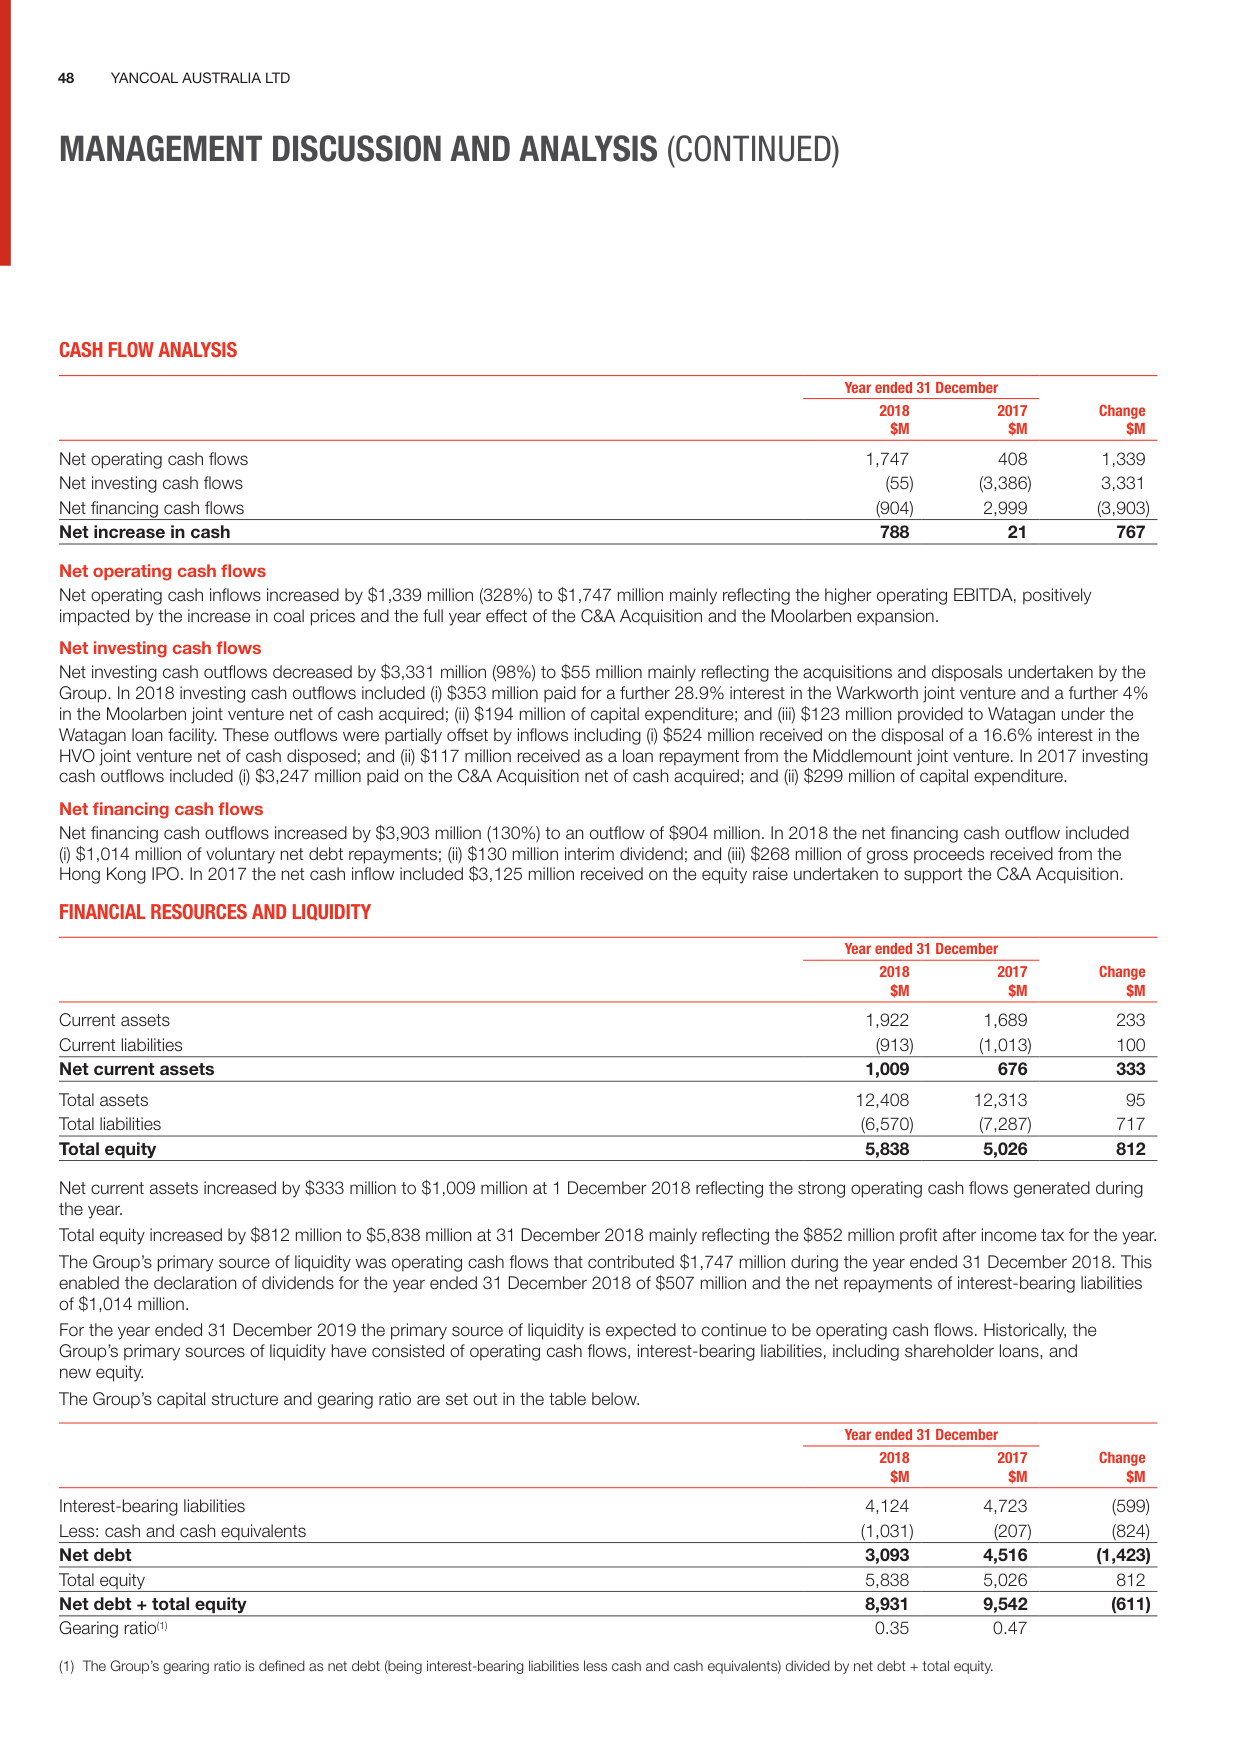 48 YANCOAL AUSTRALIA LTD
MANAGEMENT DISCUSSION AND ANALYSIS (CONTINUED)
CASH FLOW ANALYSIS
Year ended 31 December
2018 2017 Change
$M $M $M
Net operating cash flows 1,747 408 1,339
Net investing cash flows (55) (3,386) 3,331
Net financing cash flows (904) 2,999 (3,903)
Net increase in cash 788 21 767
Net operating cash flows
Net operating cash inflows increased by $1,339 million (328%) to $1,747 million mainly reflecting the higher operating EBITDA, positively
impacted by the increase in coal prices and the full year effect of the C&A Acquisition and the Moolarben expansion.
Net investing cash flows
Net investing cash outflows decreased by $3,331 million (98%) to $55 million mainly reflecting the acquisitions and disposals undertaken by the
Group. In 2018 investing cash outflows included (i) $353 million paid for a further 28.9% interest in the Warkworth joint venture and a further 4%
in the Moolarben joint venture net of cash acquired; (ii) $194 million of capital expenditure; and (iii) $123 million provided to Watagan under the
Watagan loan facility. These outflows were partially offset by inflows including (i) $524 million received on the disposal of a 16.6% interest in the
HVO joint venture net of cash disposed; and (ii) $117 million received as a loan repayment from the Middlemount joint venture. In 2017 investing
cash outflows included (i) $3,247 million paid on the C&A Acquisition net of cash acquired; and (ii) $299 million of capital expenditure.
Net financing cash flows
Net financing cash outflows increased by $3,903 million (130%) to an outflow of $904 million. In 2018 the net financing cash outflow included
(i) $1,014 million of voluntary net debt repayments; (ii) $130 million interim dividend; and (iii) $268 million of gross proceeds received from the
Hong Kong IPO. In 2017 the net cash inflow included $3,125 million received on the equity raise undertaken to support the C&A Acquisition.
FINANCIAL RESOURCES AND LIQUIDITY
Year ended 31 December
2018 2017 Change
$M $M $M
Current assets 1,922 1,689 233
Current liabilities (913) (1,013) 100
Net current assets 1,009 676 333
Total assets 12,408 12,313 95
Total liabilities (6,570) (7,287) 717
Total equity 5,838 5,026 812
Net current assets increased by $333 million to $1,009 million at 1 December 2018 reflecting the strong operating cash flows generated during
the year.
Total equity increased by $812 million to $5,838 million at 31 December 2018 mainly reflecting the $852 million profit after income tax for the year.
The Group's primary source of liquidity was operating cash flows that contributed $1,747 million during the year ended 31 December 2018. This
enabled the declaration of dividends for the year ended 31 December 2018 of $507 million and the net repayments of interest-bearing liabilities
of $1,014 million.
For the year ended 31 December 2019 the primary source of liquidity is expected to continue to be operating cash flows. Historically, the
Group's primary sources of liquidity have consisted of operating cash flows, interest-bearing liabilities, including shareholder loans, and
new equity.
The Group's capital structure and gearing ratio are set out in the table below.
Year ended 31 December
2018 2017 Change
$M $M $M
Interest-bearing liabilities 4,124 4,723 (599)
Less: cash and cash equivalents (1,031) (207) (824)
Net debt 3,093 4,516 (1,423)
Total equity 5,838 5,026 812
Net debt + total equity 8,931 9,542 (611)
Gearing ratio(1) 0.35 0.47
(1) The Group's gearing ratio is defined as net debt (being interest-bearing liabilities less cash and cash equivalents) divided by net debt + total equity.